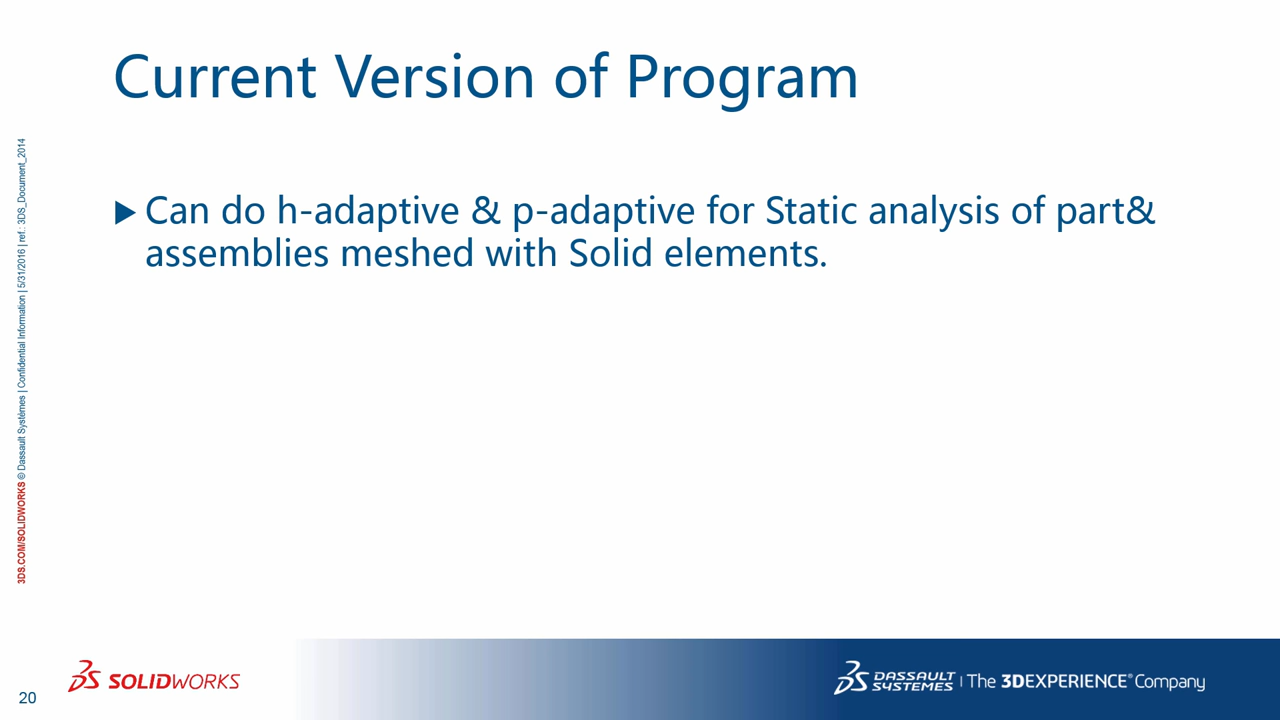 Current Version of Program
Can do h-adaptive & p-adaptive for Static analysis of part&
assemblies meshed with Solid elements.
3DS.COM/SOLIDWORKS © Dassault Systèmes | Confidential Information | 5/31/2016 | ref.: 3DS_Document_2014
20
SOLIDWORKS
DASSAULT
SYSTEMES | The 3DEXPERIENCE® Company